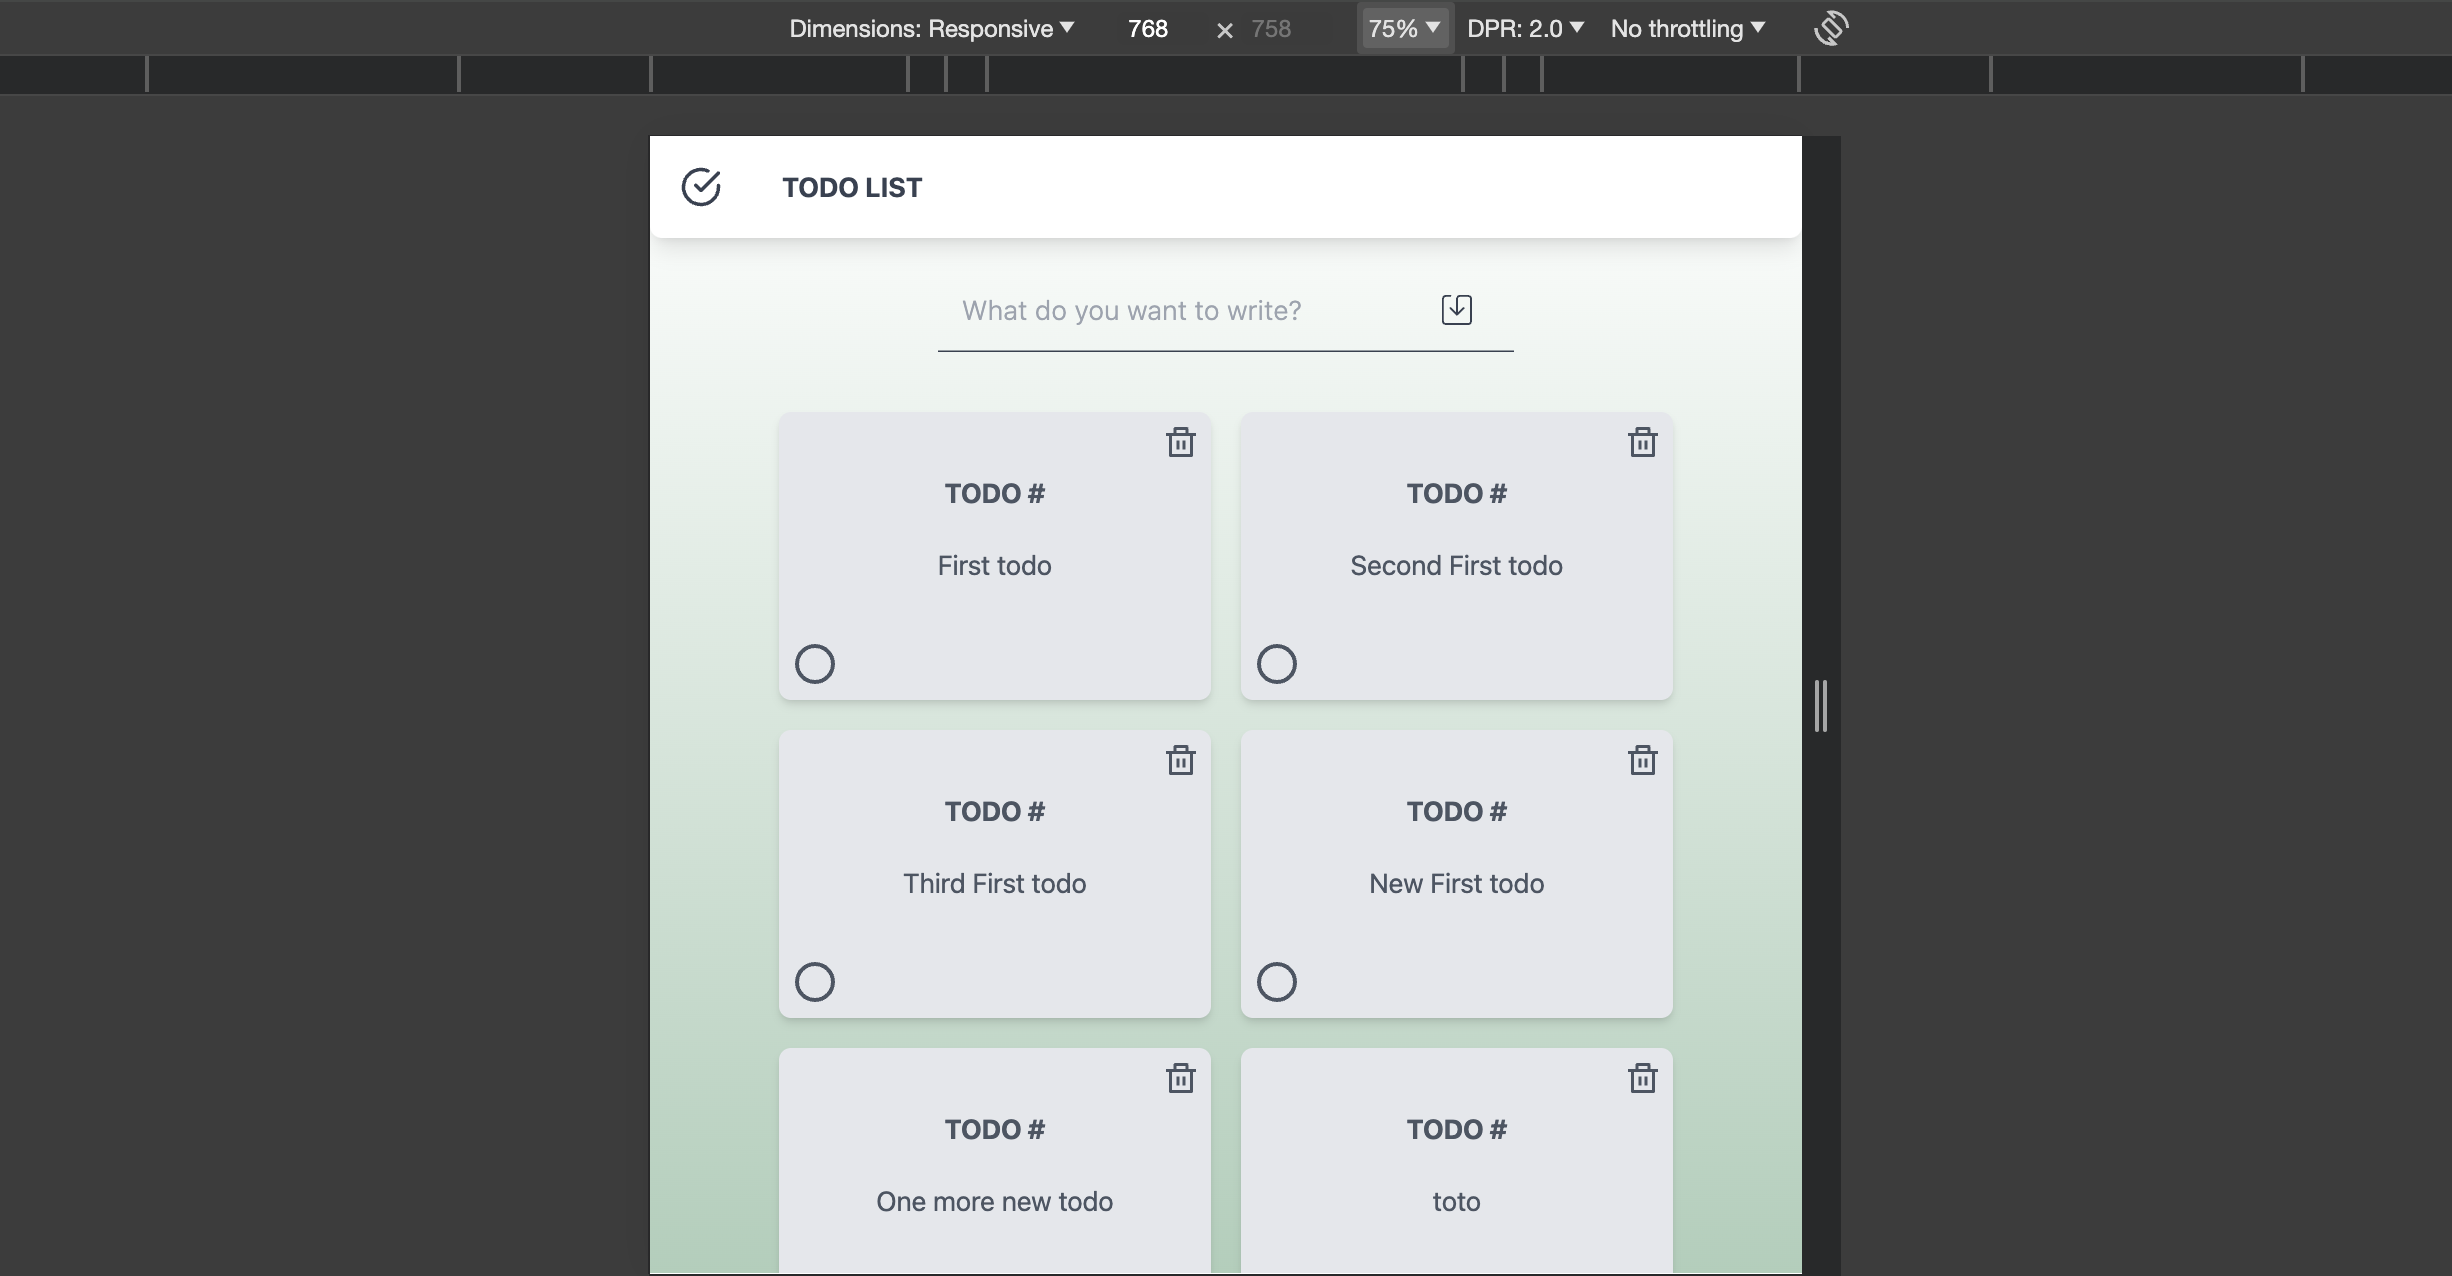 Dimensions: Responsive 768 × 758 75% DPR: 2.0 No throttling
TODO LIST
What do you want to write?
TODO #
First todo
TODO #
Second First todo
TODO #
Third First todo
TODO #
New First todo
TODO #
One more new todo
TODO #
toto